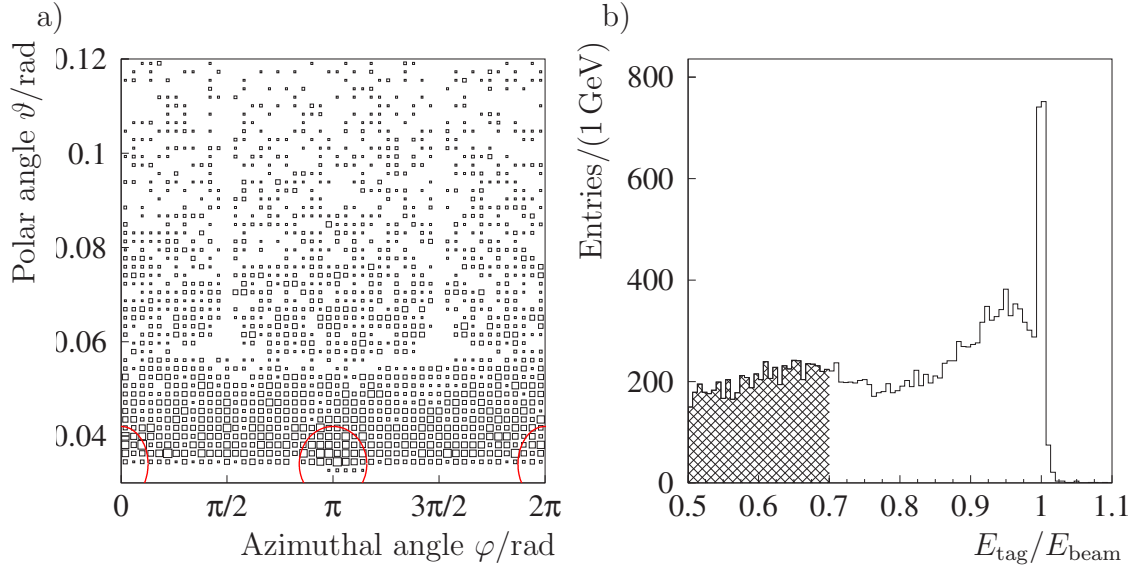 a)
Polar angle ϑ/rad
0.12
0.1
0.08
0.06
0.04
0
π/2
π
3π/2
2π
Azimuthal angle φ/rad
b)
Entries/(1 GeV)
800
600
400
200
0
0.5
0.6
0.7
0.8
0.9
1
1.1
E_tag/E_beam